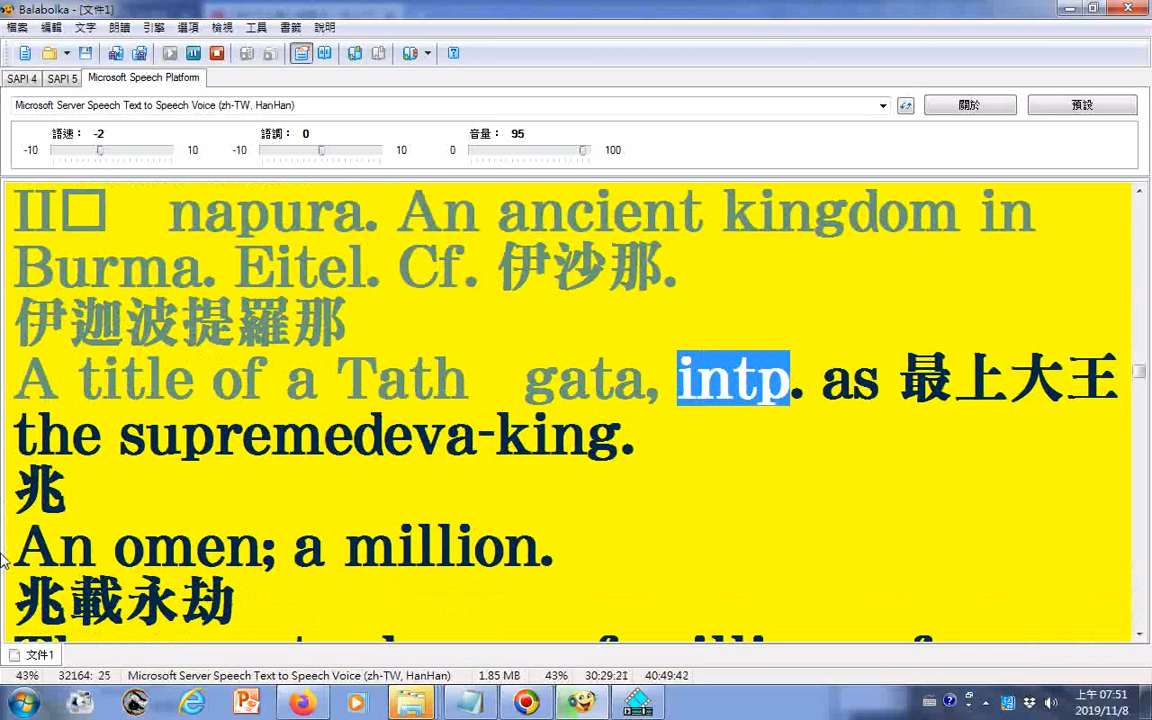 Balabolka - [文件1]
檔案 編輯 文字 朗讀 引擎 選項 檢視 工具 書籤 說明
SAPI 4 SAPI 5 Microsoft Speech Platform
Microsoft Server Speech Text to Speech Voice (zh-TW, HanHan) 關於 預設
語速： -2 語調： 0 音量： 95
-10 10 -10 10 0 100
II□ napura. An ancient kingdom in
Burma. Eitel. Cf. 伊沙那.
伊迦波提羅那
A title of a Tath gata, intp. as 最上大王
the supremedeva-king.
兆
An omen; a million.
兆載永劫
文件1
43% 32164: 25 Microsoft Server Speech Text to Speech Voice (zh-TW, HanHan) 1.85 MB 43% 30:29:21 40:49:42
上午 07:51
2019/11/8